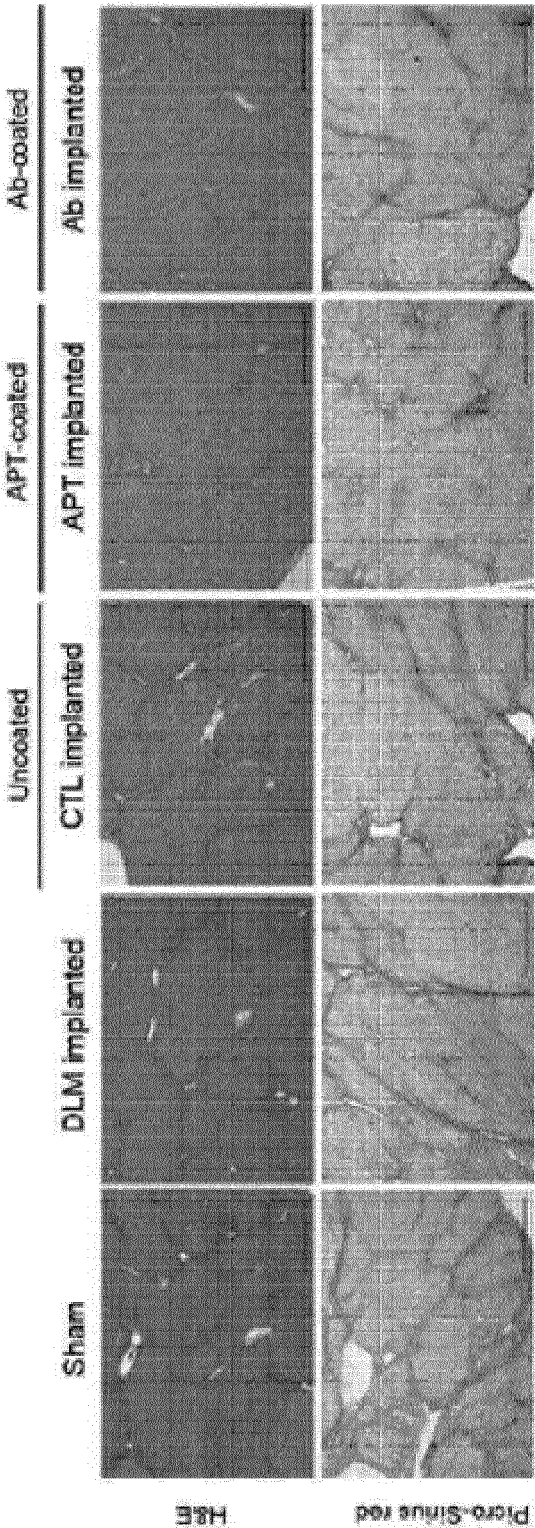 Uncoated APT-coated Ab-coated
Sham DLM implanted CTL implanted APT implanted Ab implanted
H&E
Picro-Sirius red